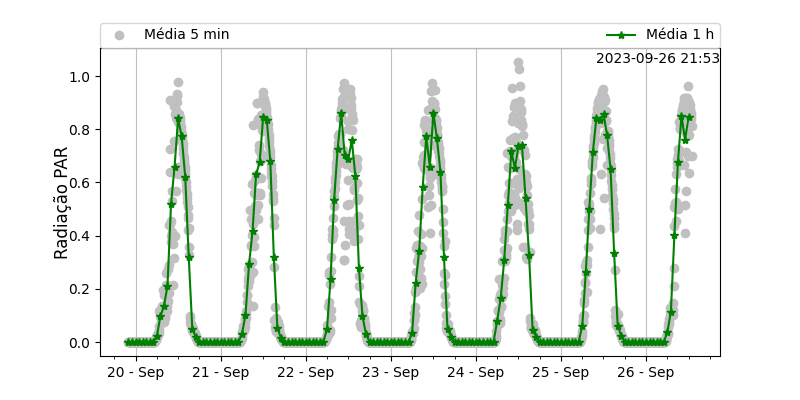 Média 5 min
Média 1 h
2023-09-26 21:53
Radiação PAR
1.0
0.8
0.6
0.4
0.2
0.0
20 - Sep
21 - Sep
22 - Sep
23 - Sep
24 - Sep
25 - Sep
26 - Sep